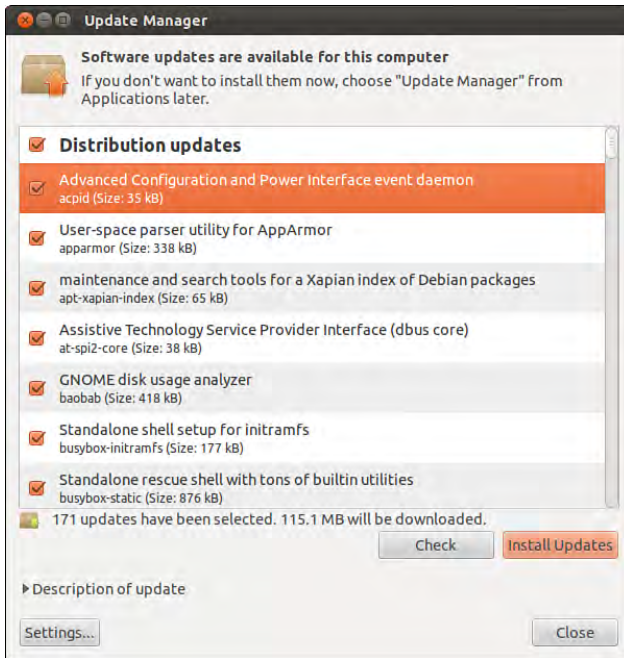 Update Manager
Software updates are available for this computer
If you don't want to install them now, choose "Update Manager" from
Applications later.
Distribution updates
Advanced Configuration and Power Interface event daemon
acpid (Size: 35 kB)
User-space parser utility for AppArmor
apparmor (Size: 338 kB)
maintenance and search tools for a Xapian index of Debian packages
apt-xapian-index (Size: 65 kB)
Assistive Technology Service Provider Interface (dbus core)
at-spi2-core (Size: 38 kB)
GNOME disk usage analyzer
baobab (Size: 418 kB)
Standalone shell setup for initramfs
busybox-initramfs (Size: 177 kB)
Standalone rescue shell with tons of builtin utilities
busybox-static (Size: 876 kB)
171 updates have been selected. 115.1 MB will be downloaded.
Check Install Updates
Description of update
Settings... Close